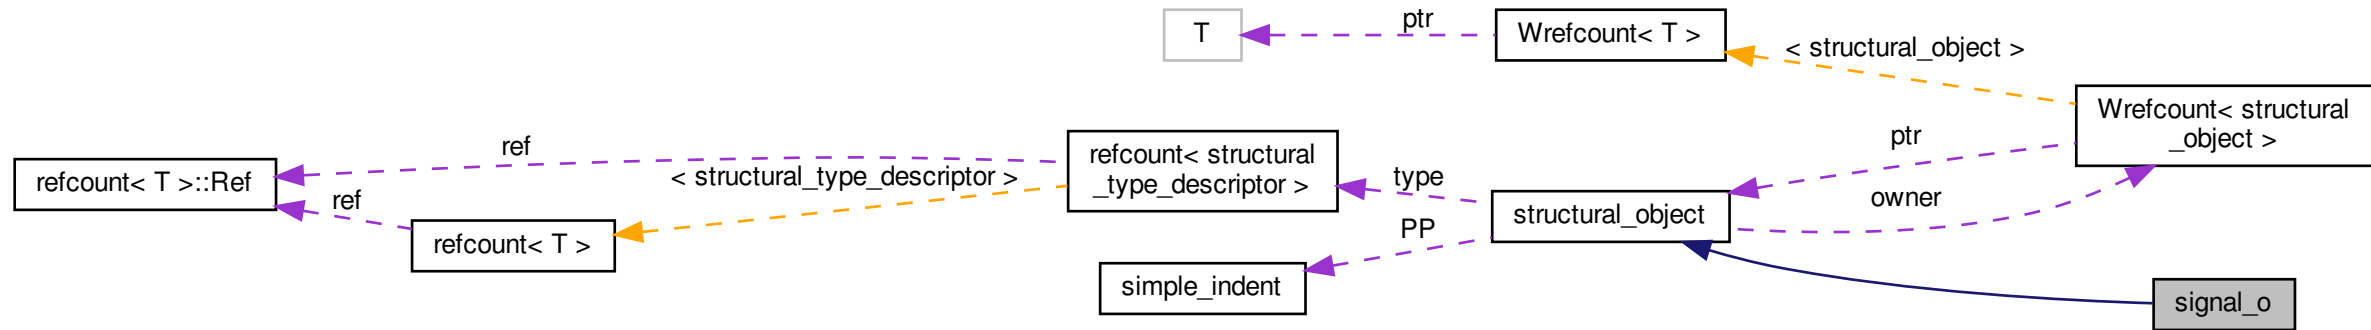 T
ptr
Wrefcount< T >
< structural_object >
Wrefcount< structural
_object >
ptr
owner
ref
refcount< structural
_type_descriptor >
type
refcount< T >::Ref
< structural_type_descriptor >
structural_object
ref
PP
refcount< T >
simple_indent
signal_o